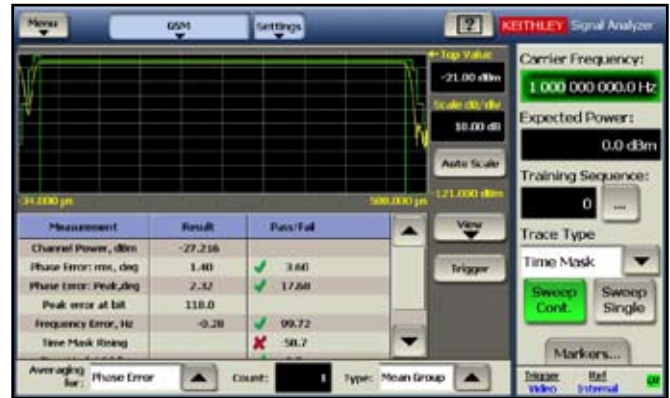 Menu GSM Settings ? KEITHLEY Signal Analyzer
Top Value
-21.00 dBm
Scale dB/div
10.00 dB
Auto Scale
-121.000 dBm
-34.000 µs 580.000 µs
View
Trigger
Measurement Result Pass/Fail
Channel Power, dBm -27.216
Phase Error: rms, deg 1.40 3.60
Phase Error: Peak,deg 2.32 17.68
Peak error at bit 118.0
Frequency Error, Hz -0.28 99.72
Time Mask Rising 58.7
Averaging for: Phase Error Count: 1 Type: Mean Group
Carrier Frequency:
1 000 000 000.0 Hz
Expected Power:
0.0 dBm
Training Sequence:
0 ...
Trace Type
Time Mask
Sweep Cont.
Sweep Single
Markers...
Trigger Video
Ref Internal